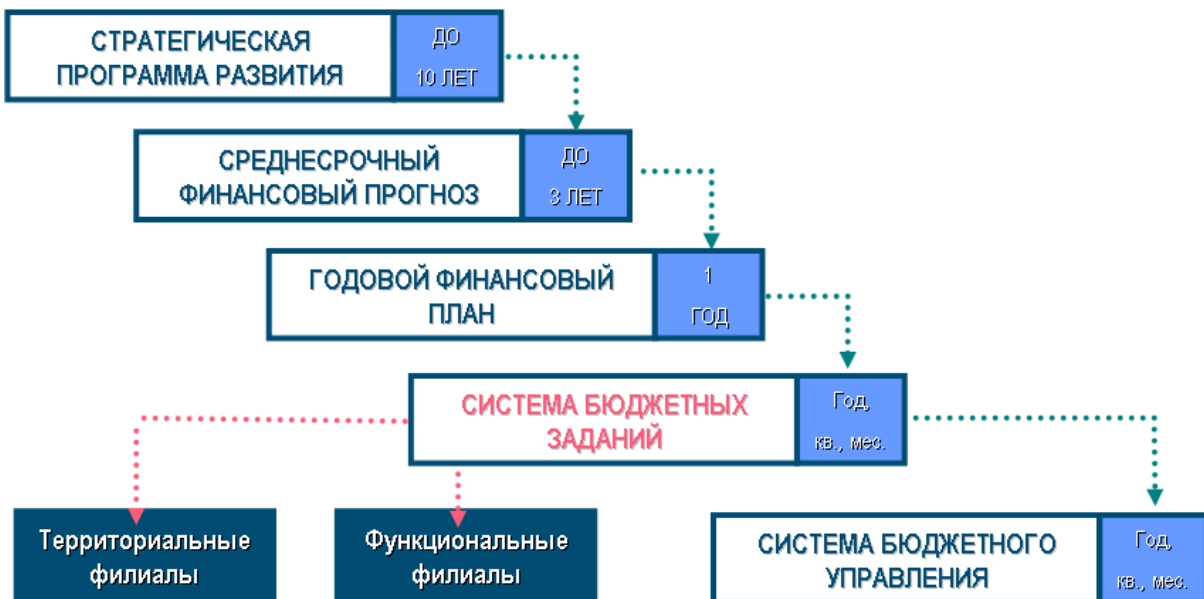 СТРАТЕГИЧЕСКАЯ
ПРОГРАММА РАЗВИТИЯ
ДО
10 ЛЕТ
СРЕДНЕСРОЧНЫЙ
ФИНАНСОВЫЙ ПРОГНОЗ
ДО
3 ЛЕТ
ГОДОВОЙ ФИНАНСОВЫЙ
ПЛАН
1
ГОД
СИСТЕМА БЮДЖЕТНЫХ
ЗАДАНИЙ
Год,
кв., мес.
Территориальные
филиалы
Функциональные
филиалы
СИСТЕМА БЮДЖЕТНОГО
УПРАВЛЕНИЯ
Год,
кв., мес.